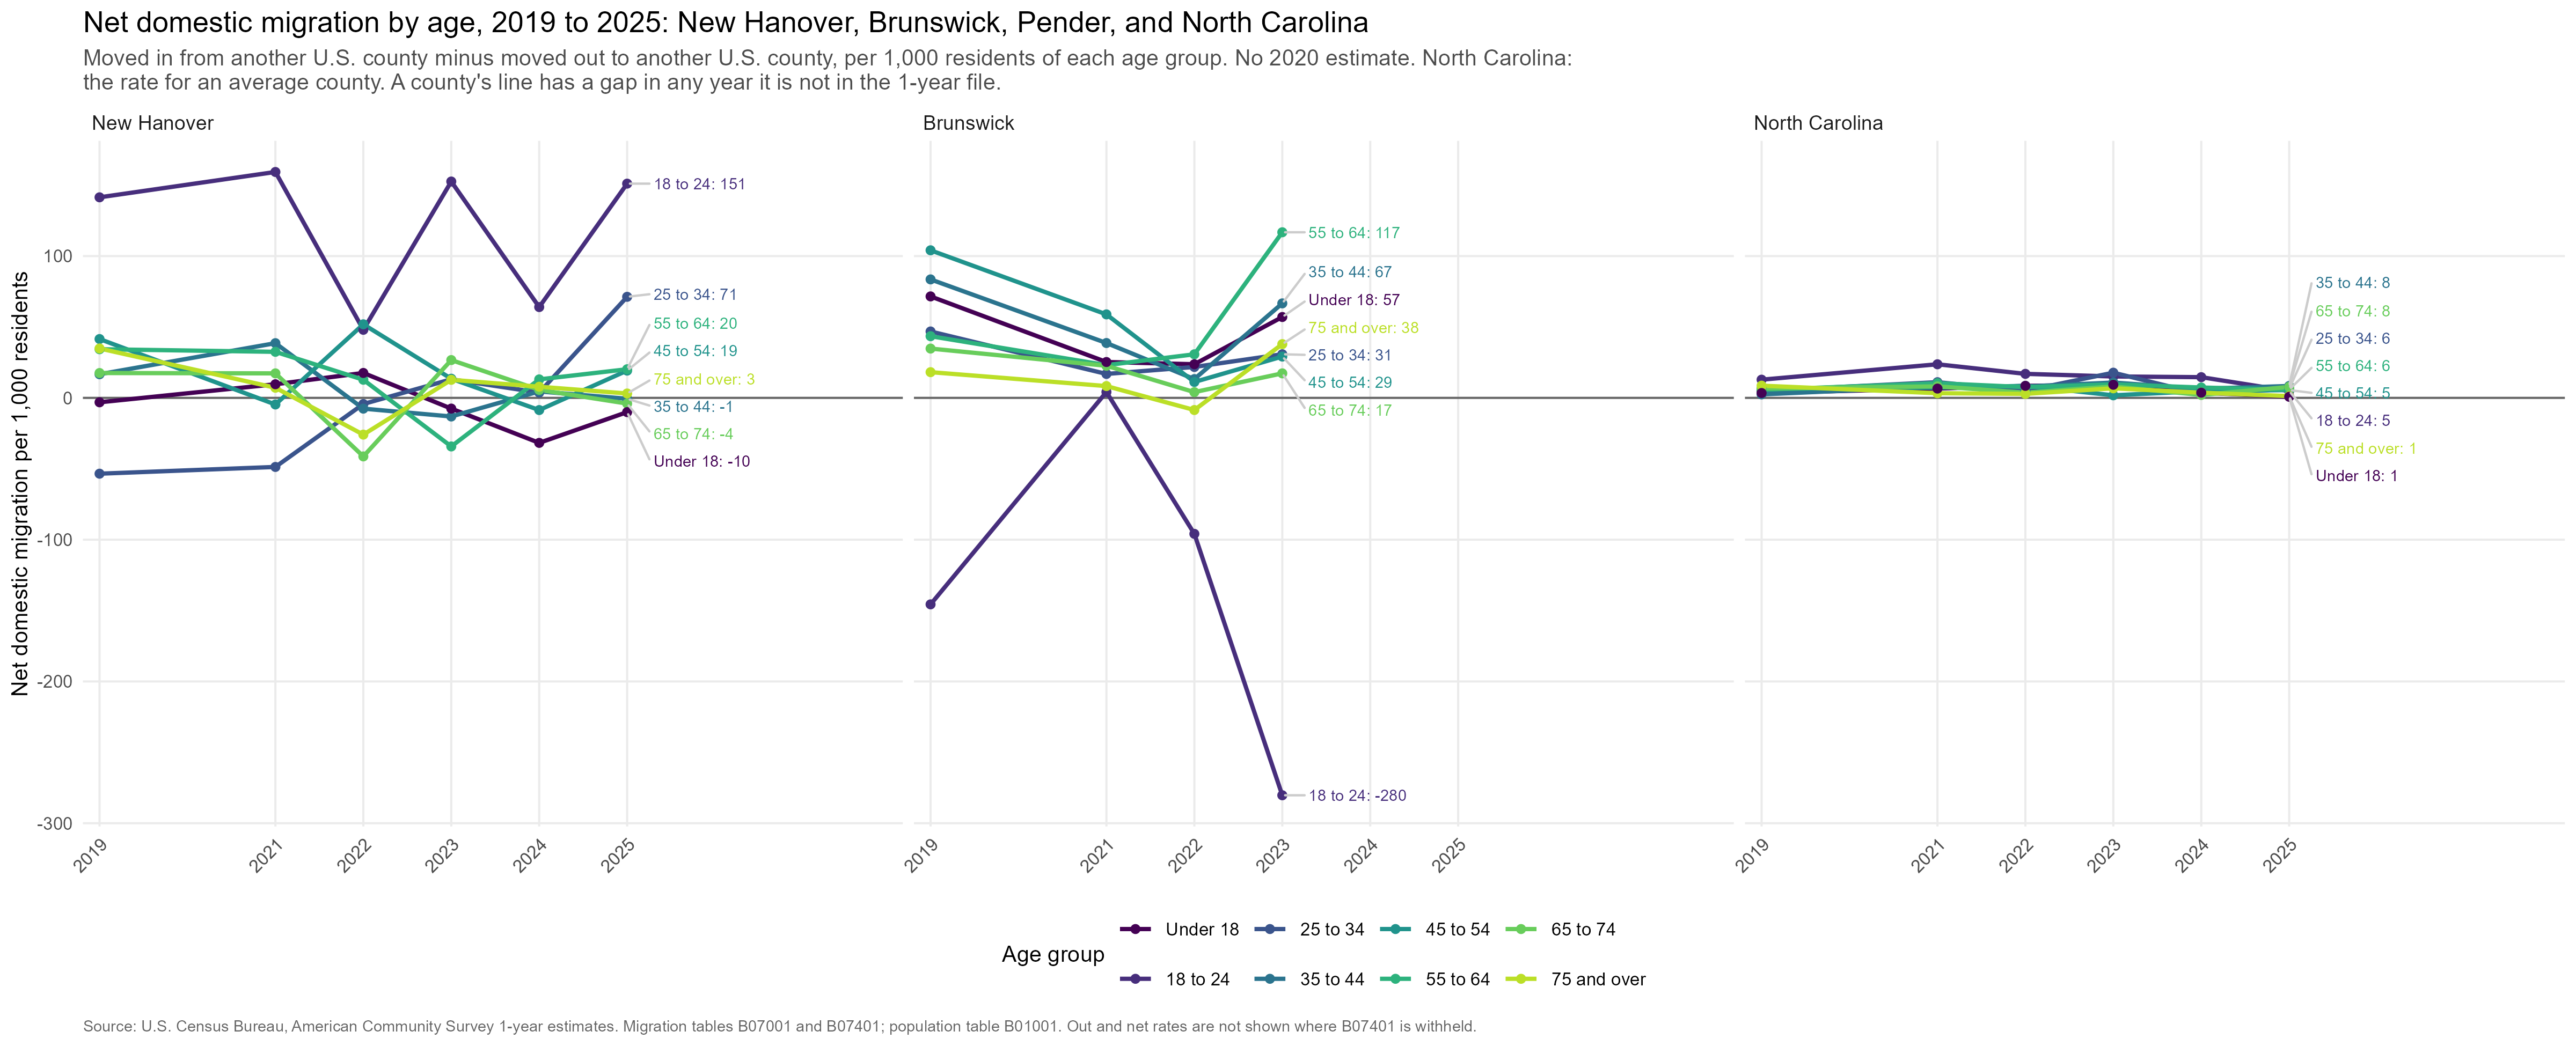 Net domestic migration by age, 2019 to 2025: New Hanover, Brunswick, Pender, and North Carolina
Moved in from another U.S. county minus moved out to another U.S. county, per 1,000 residents of each age group. No 2020 estimate. North Carolina:
the rate for an average county. A county's line has a gap in any year it is not in the 1-year file.
New Hanover
Brunswick
North Carolina
Net domestic migration per 1,000 residents
100
0
-100
-200
-300
18 to 24: 151
25 to 34: 71
55 to 64: 20
45 to 54: 19
75 and over: 3
35 to 44: -1
65 to 74: -4
Under 18: -10
55 to 64: 117
35 to 44: 67
Under 18: 57
75 and over: 38
25 to 34: 31
45 to 54: 29
65 to 74: 17
18 to 24: -280
35 to 44: 8
65 to 74: 8
25 to 34: 6
55 to 64: 6
45 to 54: 5
18 to 24: 5
75 and over: 1
Under 18: 1
2019 2021 2022 2023 2024 2025
2019 2021 2022 2023 2024 2025
2019 2021 2022 2023 2024 2025
Age group
Under 18 25 to 34 45 to 54 65 to 74
18 to 24 35 to 44 55 to 64 75 and over
Source: U.S. Census Bureau, American Community Survey 1-year estimates. Migration tables B07001 and B07401; population table B01001. Out and net rates are not shown where B07401 is withheld.